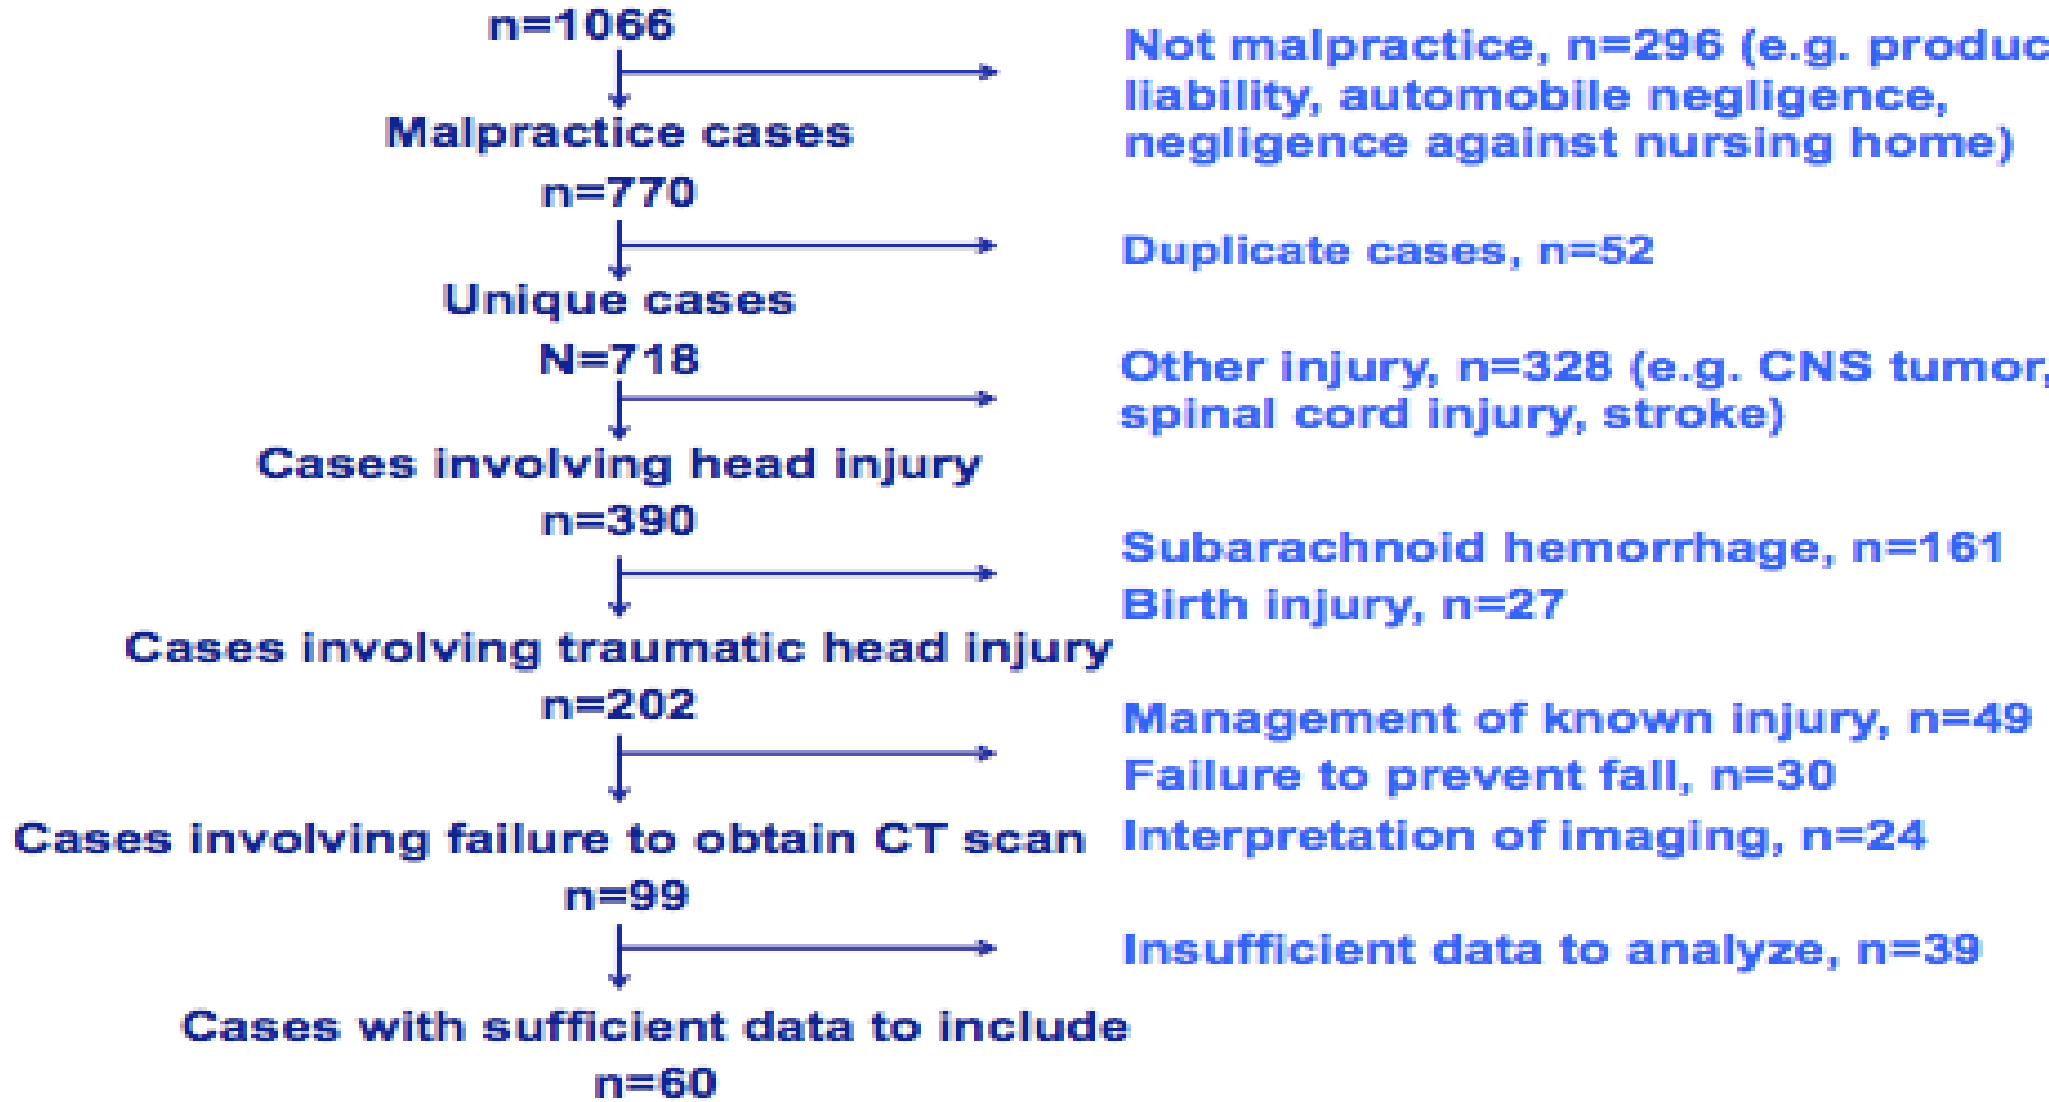 n=1066
Not malpractice, n=296 (e.g. produc
liability, automobile negligence,
negligence against nursing home)
Malpractice cases
n=770
Duplicate cases, n=52
Unique cases
N=718
Other injury, n=328 (e.g. CNS tumor,
spinal cord injury, stroke)
Cases involving head injury
n=390
Subarachnoid hemorrhage, n=161
Birth injury, n=27
Cases involving traumatic head injury
n=202
Management of known injury, n=49
Failure to prevent fall, n=30
Interpretation of imaging, n=24
Cases involving failure to obtain CT scan
n=99
Insufficient data to analyze, n=39
Cases with sufficient data to include
n=60